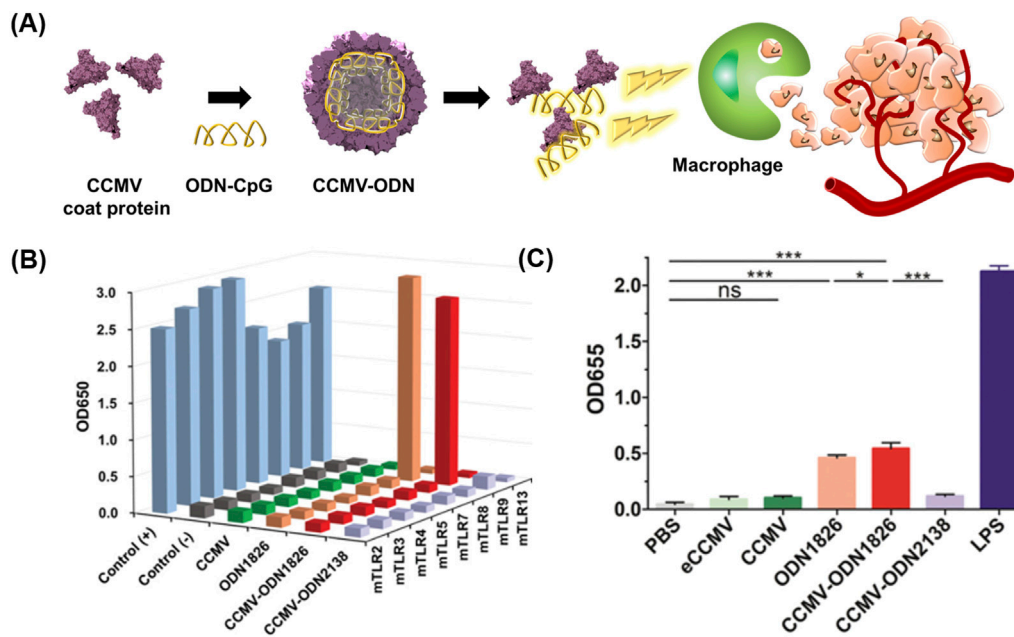 (A)
CCMV
coat protein
ODN-CpG
CCMV-ODN
Macrophage
(B)
OD650
3.0
2.5
2.0
1.5
1.0
0.5
0.0
Control (+)
Control (-)
CCMV
ODN1826
CCMV-ODN1826
CCMV-ODN2138
mTLR2
mTLR3
mTLR4
mTLR5
mTLR7
mTLR8
mTLR9
mTLR13
(C)
OD655
2.0
1.5
1.0
0.5
0.0
***
*** * ***
ns
PBS
eCCMV
CCMV
ODN1826
CCMV-ODN1826
CCMV-ODN2138
LPS